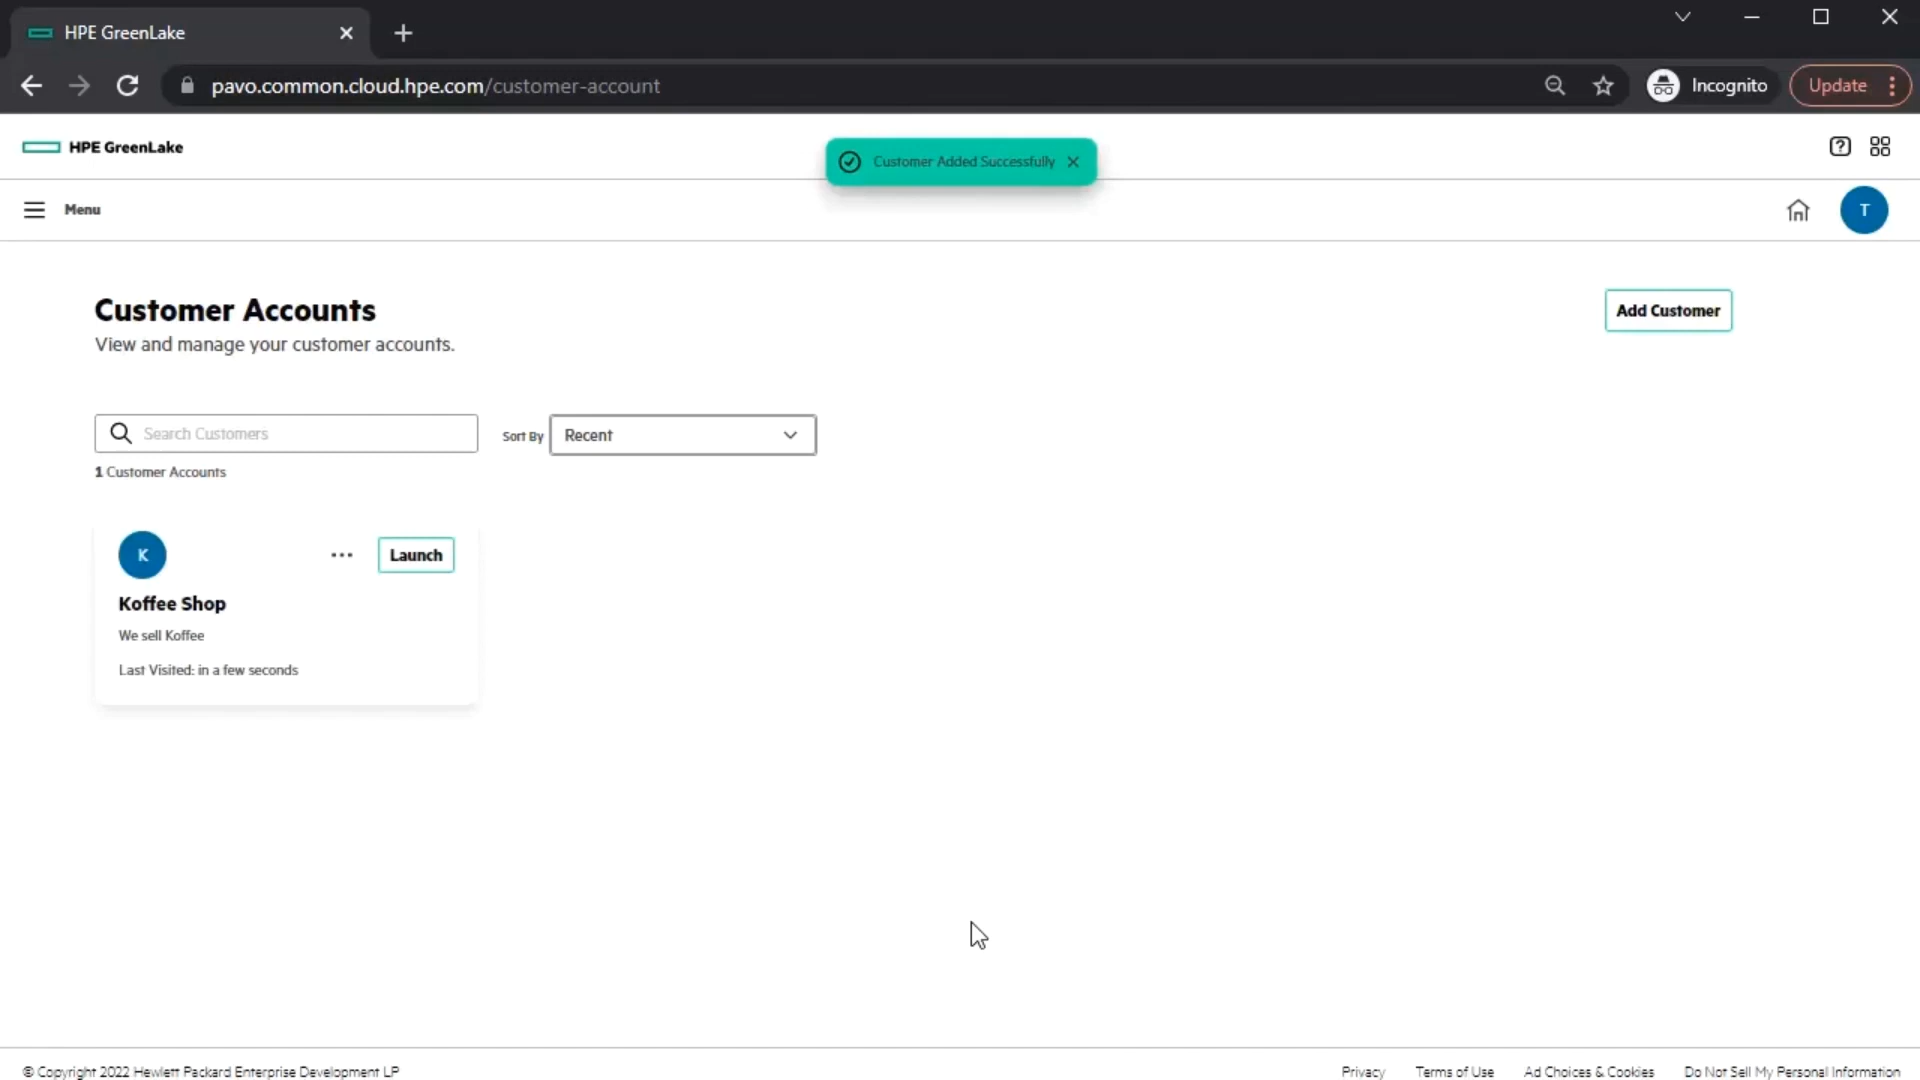 HPE GreenLake
pavo.common.cloud.hpe.com/customer-account
Incognito
Update
HPE GreenLake
Customer Added Successfully
Menu
T
Customer Accounts
Add Customer
View and manage your customer accounts.
Search Customers
Sort By
Recent
1 Customer Accounts
K
Launch
Koffee Shop
We sell Koffee
Last Visited: in a few seconds
© Copyright 2022 Hewlett Packard Enterprise Development LP
Privacy
Terms of Use
Ad Choices & Cookies
Do Not Sell My Personal Information